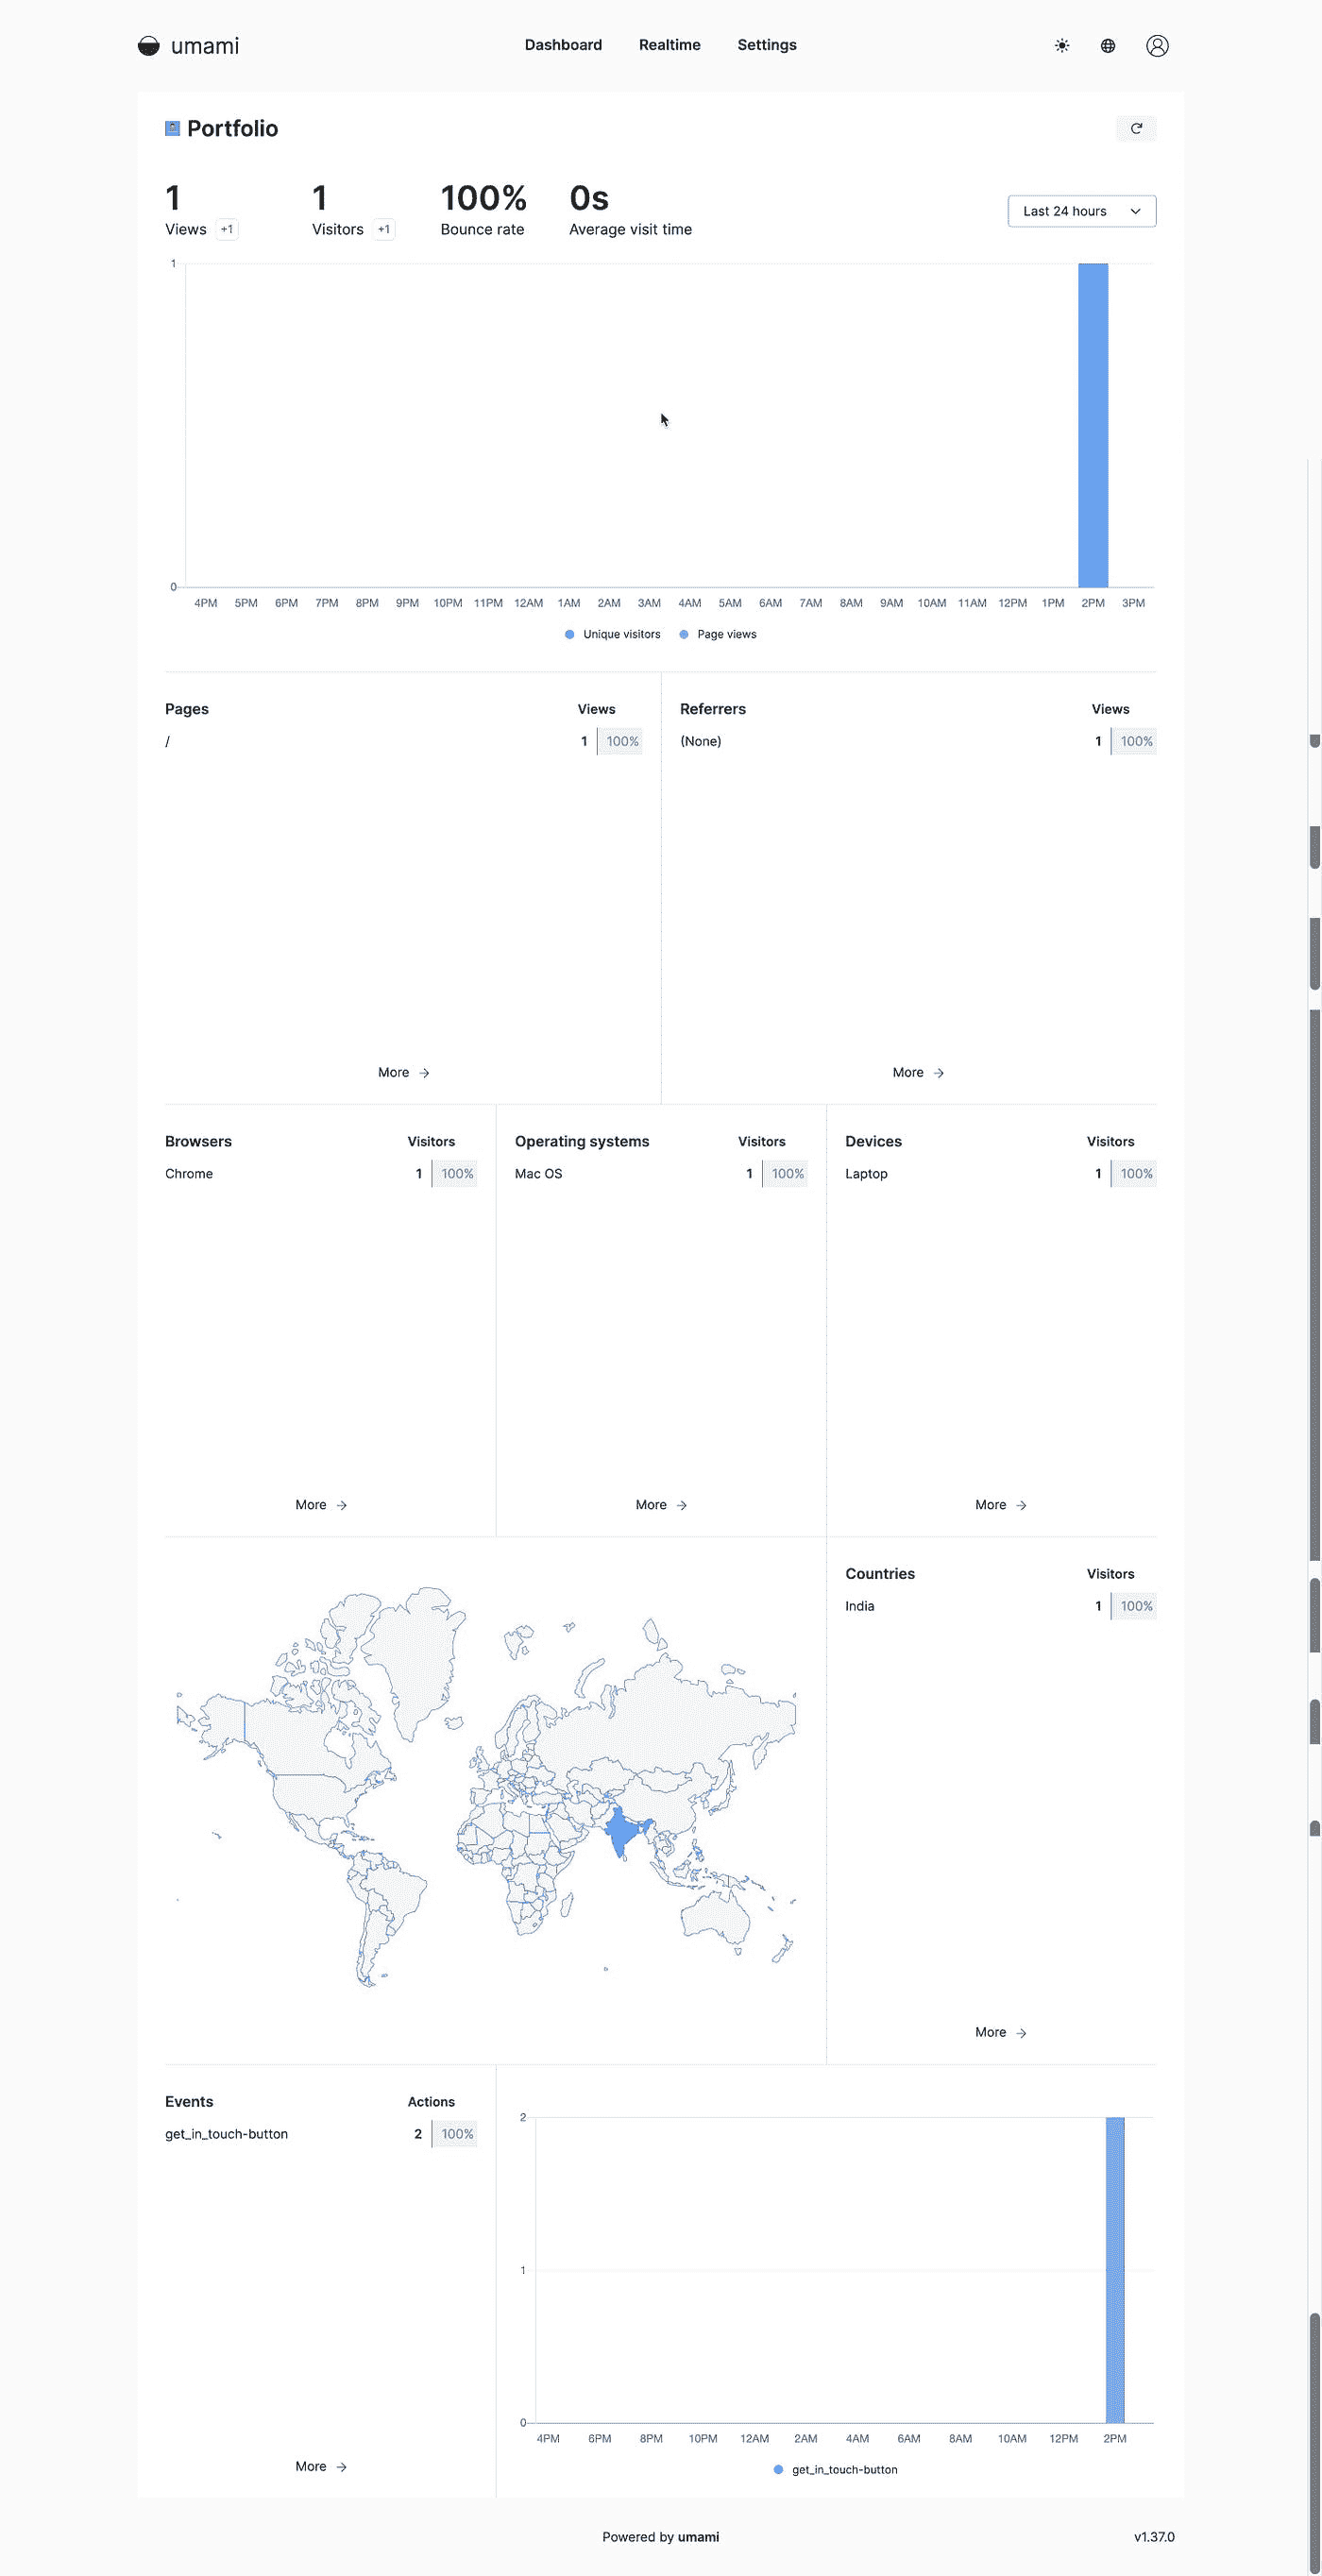 umami Dashboard Realtime Settings
Portfolio
1 1 100% 0s
Views +1 Visitors +1 Bounce rate Average visit time
Last 24 hours
1
0
4PM 5PM 6PM 7PM 8PM 9PM 10PM 11PM 12AM 1AM 2AM 3AM 4AM 5AM 6AM 7AM 8AM 9AM 10AM 11AM 12PM 1PM 2PM 3PM
Unique visitors Page views
Pages Views
/ 1 100%
More
Referrers Views
(None) 1 100%
More
Browsers Visitors
Chrome 1 100%
More
Operating systems Visitors
Mac OS 1 100%
More
Devices Visitors
Laptop 1 100%
More
Countries Visitors
India 1 100%
More
Events Actions
get_in_touch-button 2 100%
More
2
1
0
4PM 6PM 8PM 10PM 12AM 2AM 4AM 6AM 8AM 10AM 12PM 2PM
get_in_touch-button
Powered by umami
v1.37.0